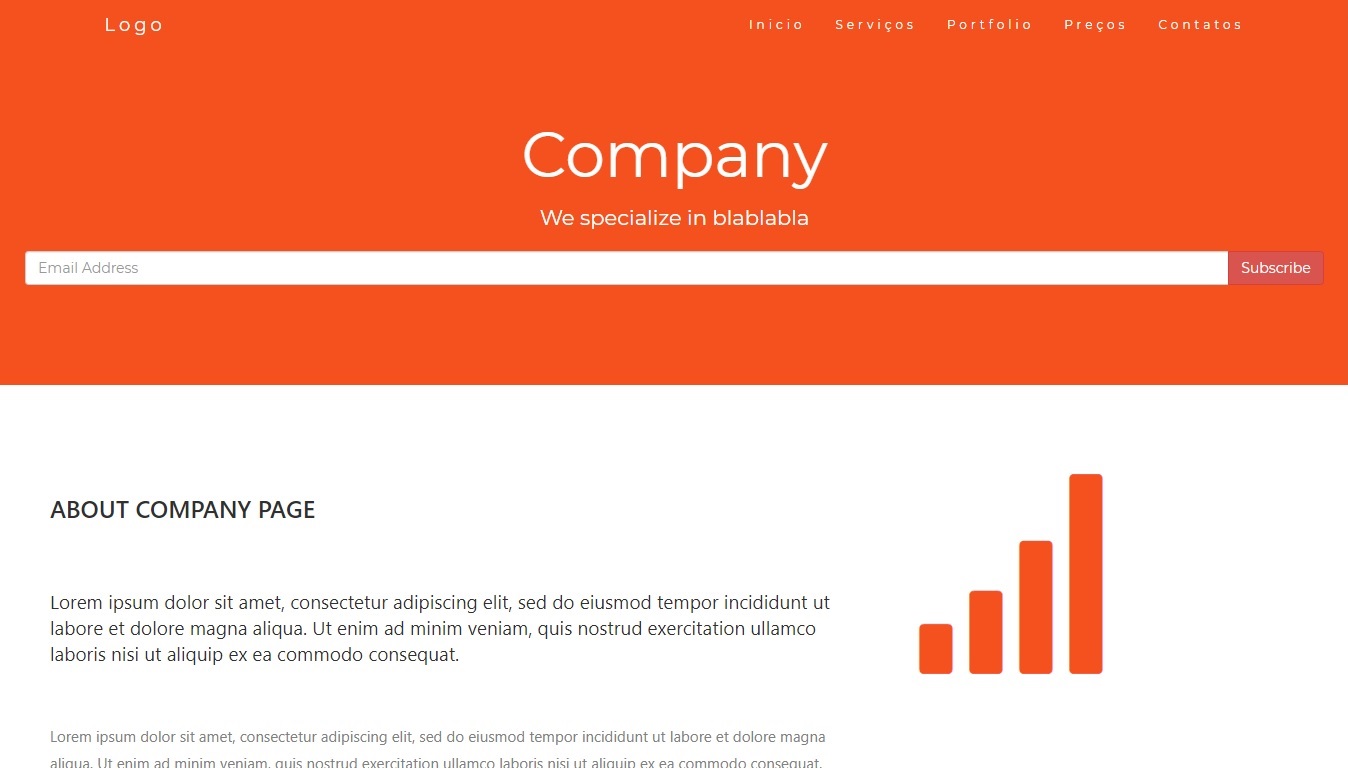 Logo
Inicio Serviços Portfolio Preços Contatos
Company
We specialize in blablabla
Email Address
Subscribe
ABOUT COMPANY PAGE
Lorem ipsum dolor sit amet, consectetur adipiscing elit, sed do eiusmod tempor incididunt ut
labore et dolore magna aliqua. Ut enim ad minim veniam, quis nostrud exercitation ullamco
laboris nisi ut aliquip ex ea commodo consequat.
Lorem ipsum dolor sit amet, consectetur adipiscing elit, sed do eiusmod tempor incididunt ut labore et dolore magna
aliqua. Ut enim ad minim veniam, quis nostrud exercitation ullamco laboris nisi ut aliquip ex ea commodo consequat.